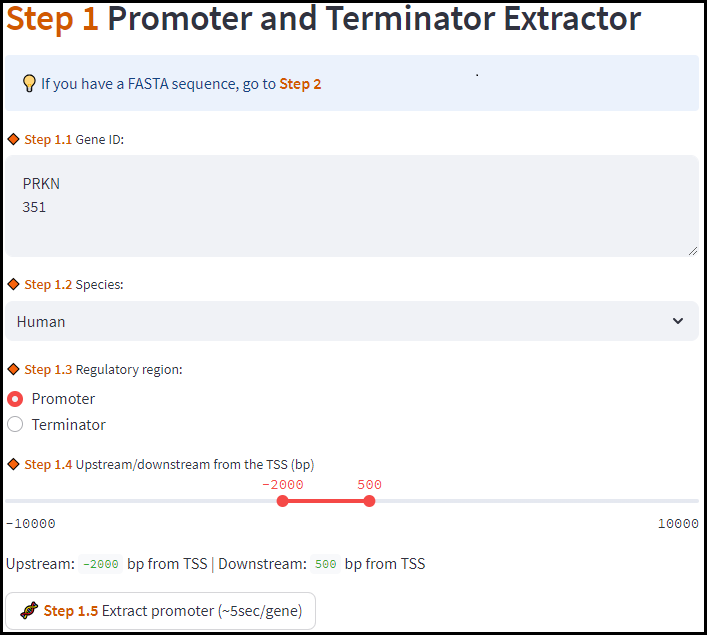 Step 1 Promoter and Terminator Extractor
If you have a FASTA sequence, go to Step 2
Step 1.1 Gene ID:
PRKN
351
Step 1.2 Species:
Human
Step 1.3 Regulatory region:
Promoter
Terminator
Step 1.4 Upstream/downstream from the TSS (bp)
-2000 500
-10000 10000
Upstream: -2000 bp from TSS | Downstream: 500 bp from TSS
Step 1.5 Extract promoter (~5sec/gene)